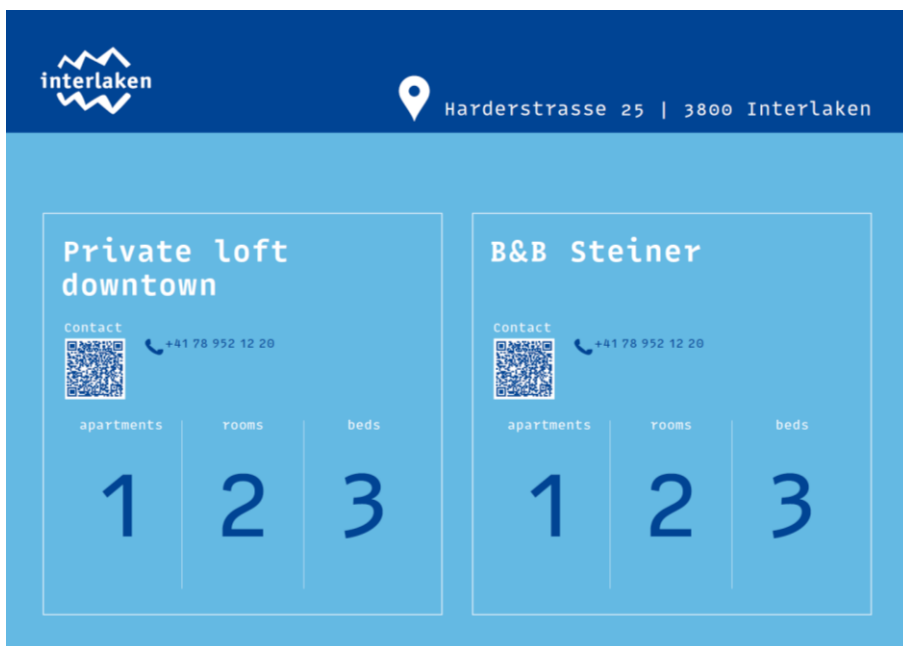 interlaken
Harderstrasse 25 | 3800 Interlaken
Private loft
downtown
Contact
+41 78 952 12 20
apartments rooms beds
1 2 3
B&B Steiner
Contact
+41 78 952 12 20
apartments rooms beds
1 2 3